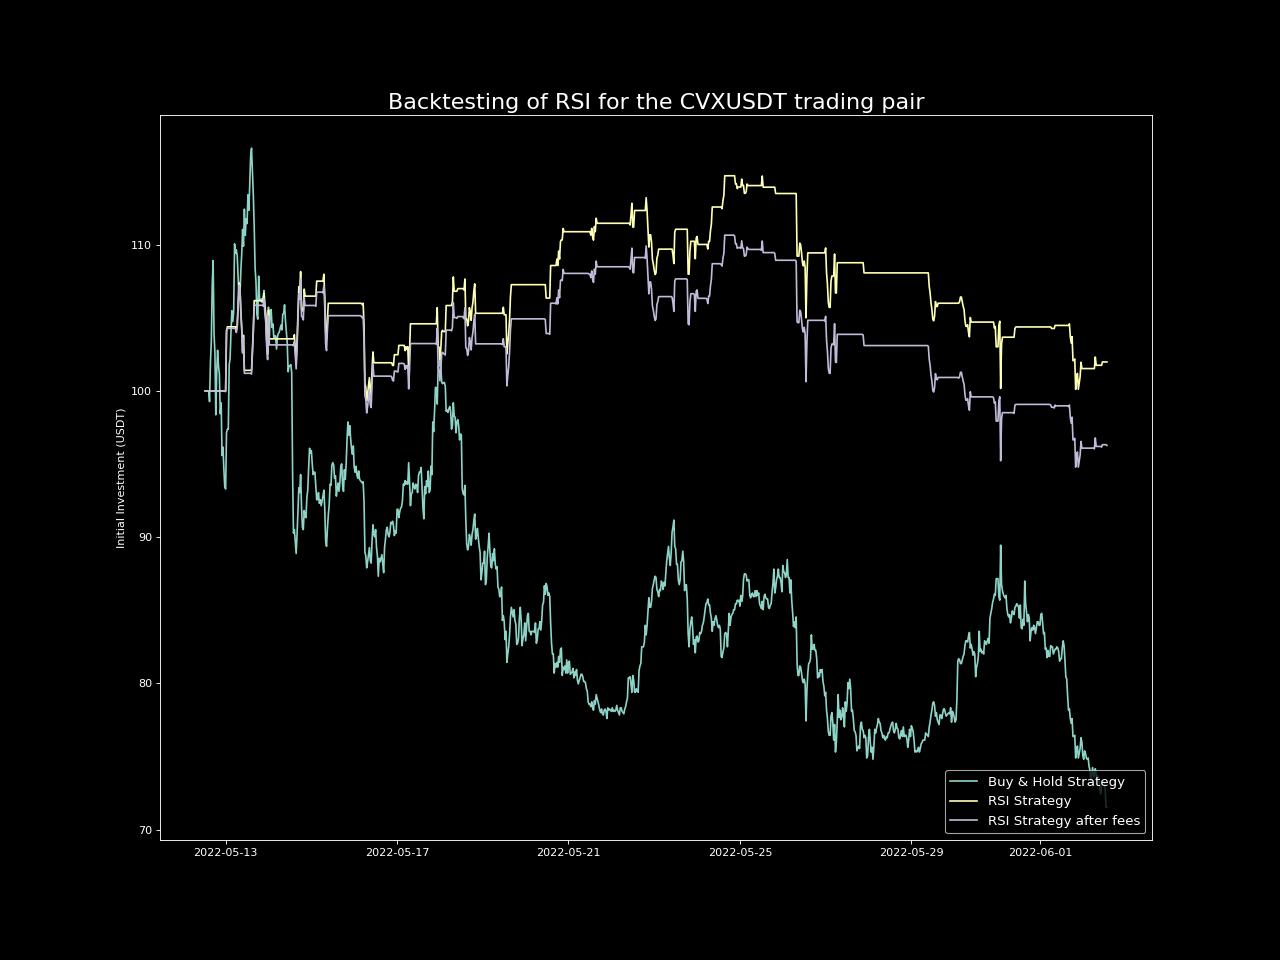 Backtesting of RSI for the CVXUSDT trading pair
Initial Investment (USDT)
110
100
90
80
70
2022-05-13 2022-05-17 2022-05-21 2022-05-25 2022-05-29 2022-06-01
Buy & Hold Strategy
RSI Strategy
RSI Strategy after fees